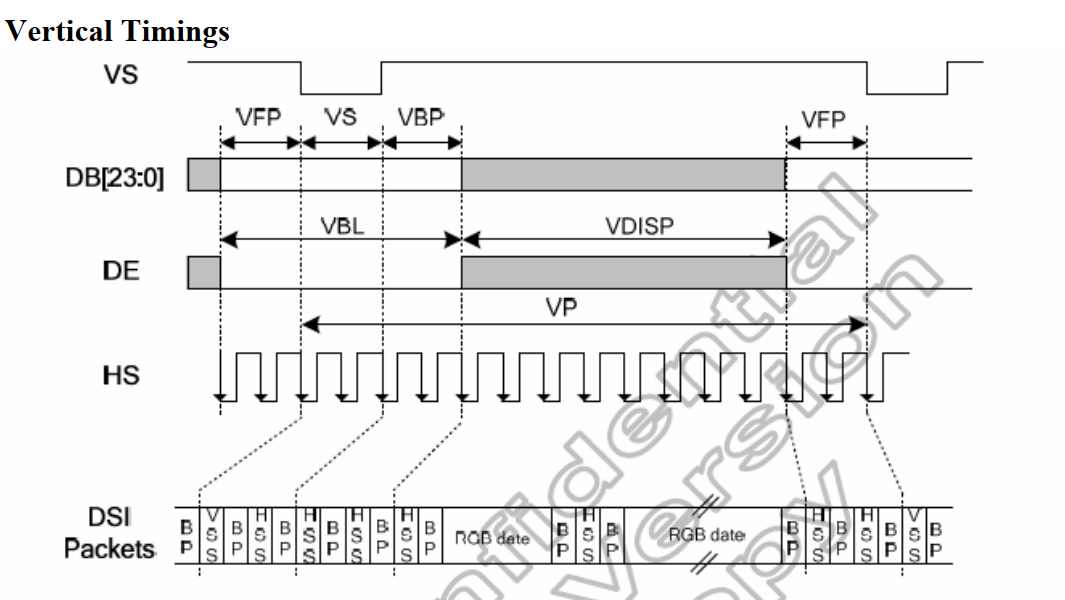 Vertical Timings
VS
VFP VS VBP VFP
DB[23:0]
VBL VDISP
DE
VP
HS
DSI
Packets
BP VSS BP HSS BP HSS BP HSS BP HSS BP RGB date BP HSS BP RGB date BP HSS BP HSS BP VSS BP
Confidential
Version
Copy